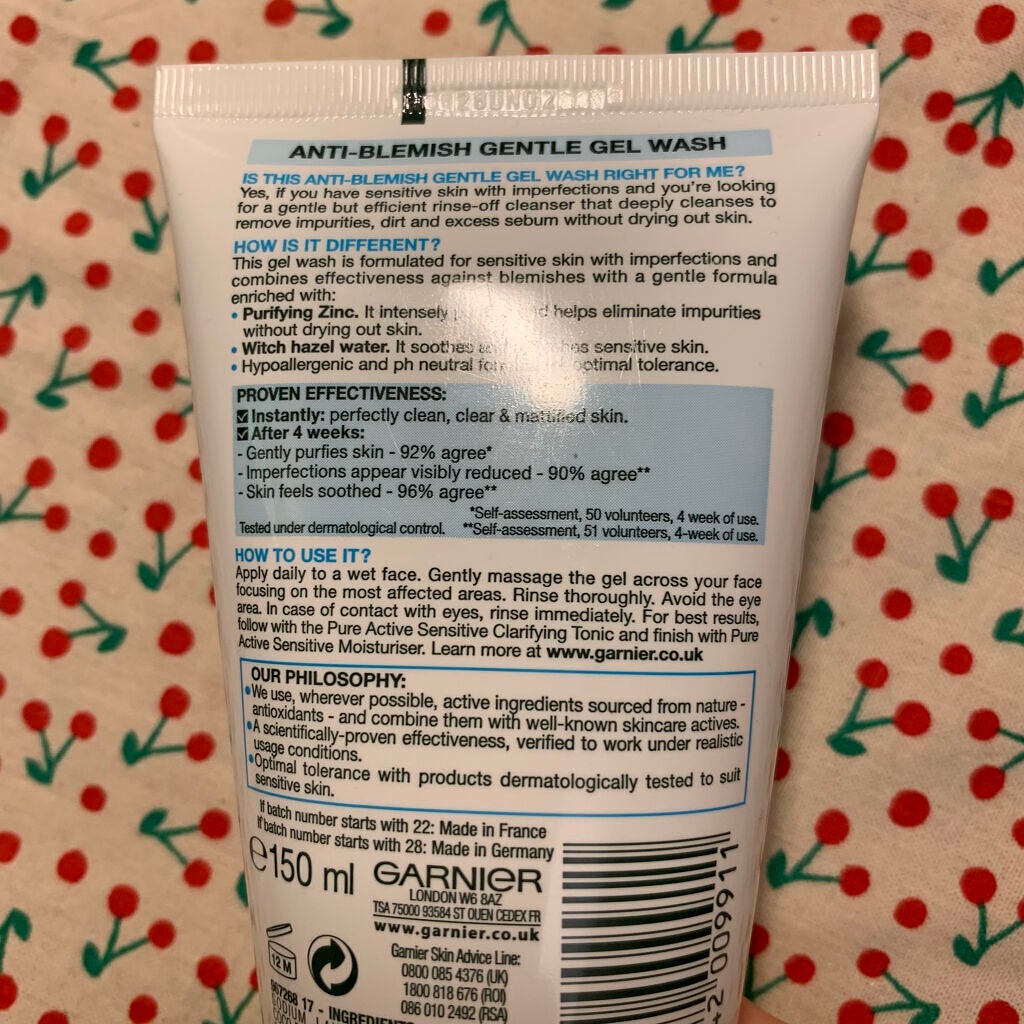 28UN02
ANTI-BLEMISH GENTLE GEL WASH
IS THIS ANTI-BLEMISH GENTLE GEL WASH RIGHT FOR ME?
Yes, if you have sensitive skin with imperfections and you're looking
for a gentle but efficient rinse-off cleanser that deeply cleanses to
remove impurities, dirt and excess sebum without drying out skin.
HOW IS IT DIFFERENT?
This gel wash is formulated for sensitive skin with imperfections and
combines effectiveness against blemishes with a gentle formula
enriched with:
• Purifying Zinc. It intensely helps eliminate impurities
without drying out skin.
• Witch hazel water. It soothes sensitive skin.
• Hypoallergenic and ph neutral optimal tolerance.
PROVEN EFFECTIVENESS:
☑ Instantly: perfectly clean, clear & mattified skin.
☑ After 4 weeks:
- Gently purfies skin - 92% agree*
- Imperfections appear visibly reduced - 90% agree**
- Skin feels soothed - 96% agree**
*Self-assessment, 50 volunteers, 4 week of use.
Tested under dermatological control. **Self-assessment, 51 volunteers, 4-week of use.
HOW TO USE IT?
Apply daily to a wet face. Gently massage the gel across your face
focusing on the most affected areas. Rinse thoroughly. Avoid the eye
area. In case of contact with eyes, rinse immediately. For best results,
follow with the Pure Active Sensitive Clarifying Tonic and finish with Pure
Active Sensitive Moisturiser. Learn more at www.garnier.co.uk
OUR PHILOSOPHY:
•We use, wherever possible, active ingredients sourced from nature -
antioxidants - and combine them with well-known skincare actives.
•A scientifically-proven effectiveness, verified to work under realistic
usage conditions.
•Optimal tolerance with products dermatologically tested to suit
sensitive skin.
If batch number starts with 22: Made in France
If batch number starts with 28: Made in Germany
℮150 ml
GARNIER
LONDON W6 8AZ
TSA 75000 93584 ST OUEN CEDEX FR
www.garnier.co.uk
12 M
Garnier Skin Advice Line:
0800 085 4376 (UK)
1800 818 676 (ROI)
086 010 2492 (RSA)
967268 17 - INGREDIENTS
SODIUM
42 009911